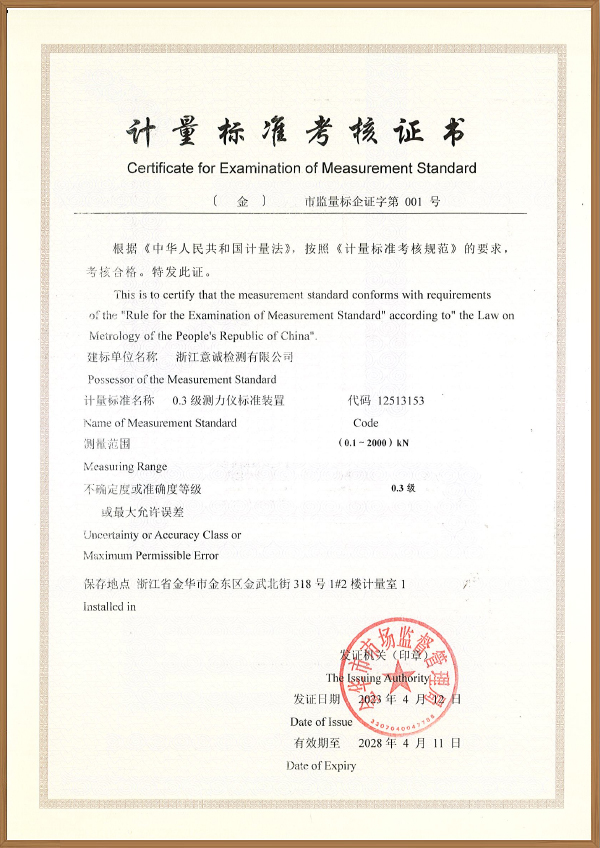 计量标准考核证书
Certificate for Examination of Measurement Standard
〔 金 〕 市监量标企证字第 001 号
根据《中华人民共和国计量法》，按照《计量标准考核规范》的要求，
考核合格。特发此证。
This is to certify that the measurement standard conforms with requirements
of the "Rule for the Examination of Measurement Standard" according to" the Law on
Metrology of the People's Republic of China".
建标单位名称 浙江意诚检测有限公司
Possessor of the Measurement Standard
计量标准名称 0.3 级测力仪标准装置 代码 12513153
Name of Measurement Standard Code
测量范围 （0.1－2000）kN
Measuring Range
不确定度或准确度等级 0.3 级
或最大允许误差
Uncertainty or Accuracy Class or
Maximum Permissible Error
保存地点 浙江省金华市金东区金武北街 318 号 1#2 楼计量室 1
Installed in
发证机关（印章）
The Issuing Authority
发证日期 2023 年 4 月 12 日
Date of Issue
有效期至 2028 年 4 月 11 日
Date of Expiry
金华市市场监督管理局